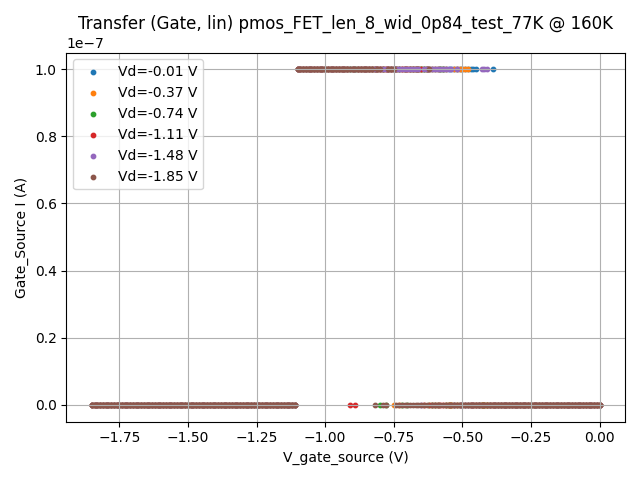 Transfer (Gate, lin) pmos_FET_len_8_wid_0p84_test_77K @ 160K
1e−7
Vd=-0.01 V
Vd=-0.37 V
Vd=-0.74 V
Vd=-1.11 V
Vd=-1.48 V
Vd=-1.85 V
1.0
0.8
0.6
0.4
0.2
0.0
Gate_Source I (A)
−1.75 −1.50 −1.25 −1.00 −0.75 −0.50 −0.25 0.00
V_gate_source (V)